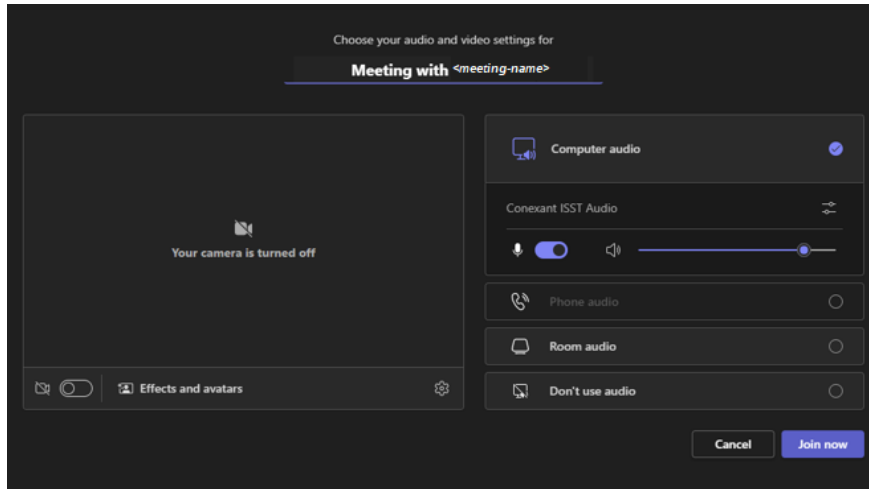 Choose your audio and video settings for
Meeting with <meeting-name>
Your camera is turned off
Effects and avatars
Computer audio
Conexant ISST Audio
Phone audio
Room audio
Don't use audio
Cancel
Join now